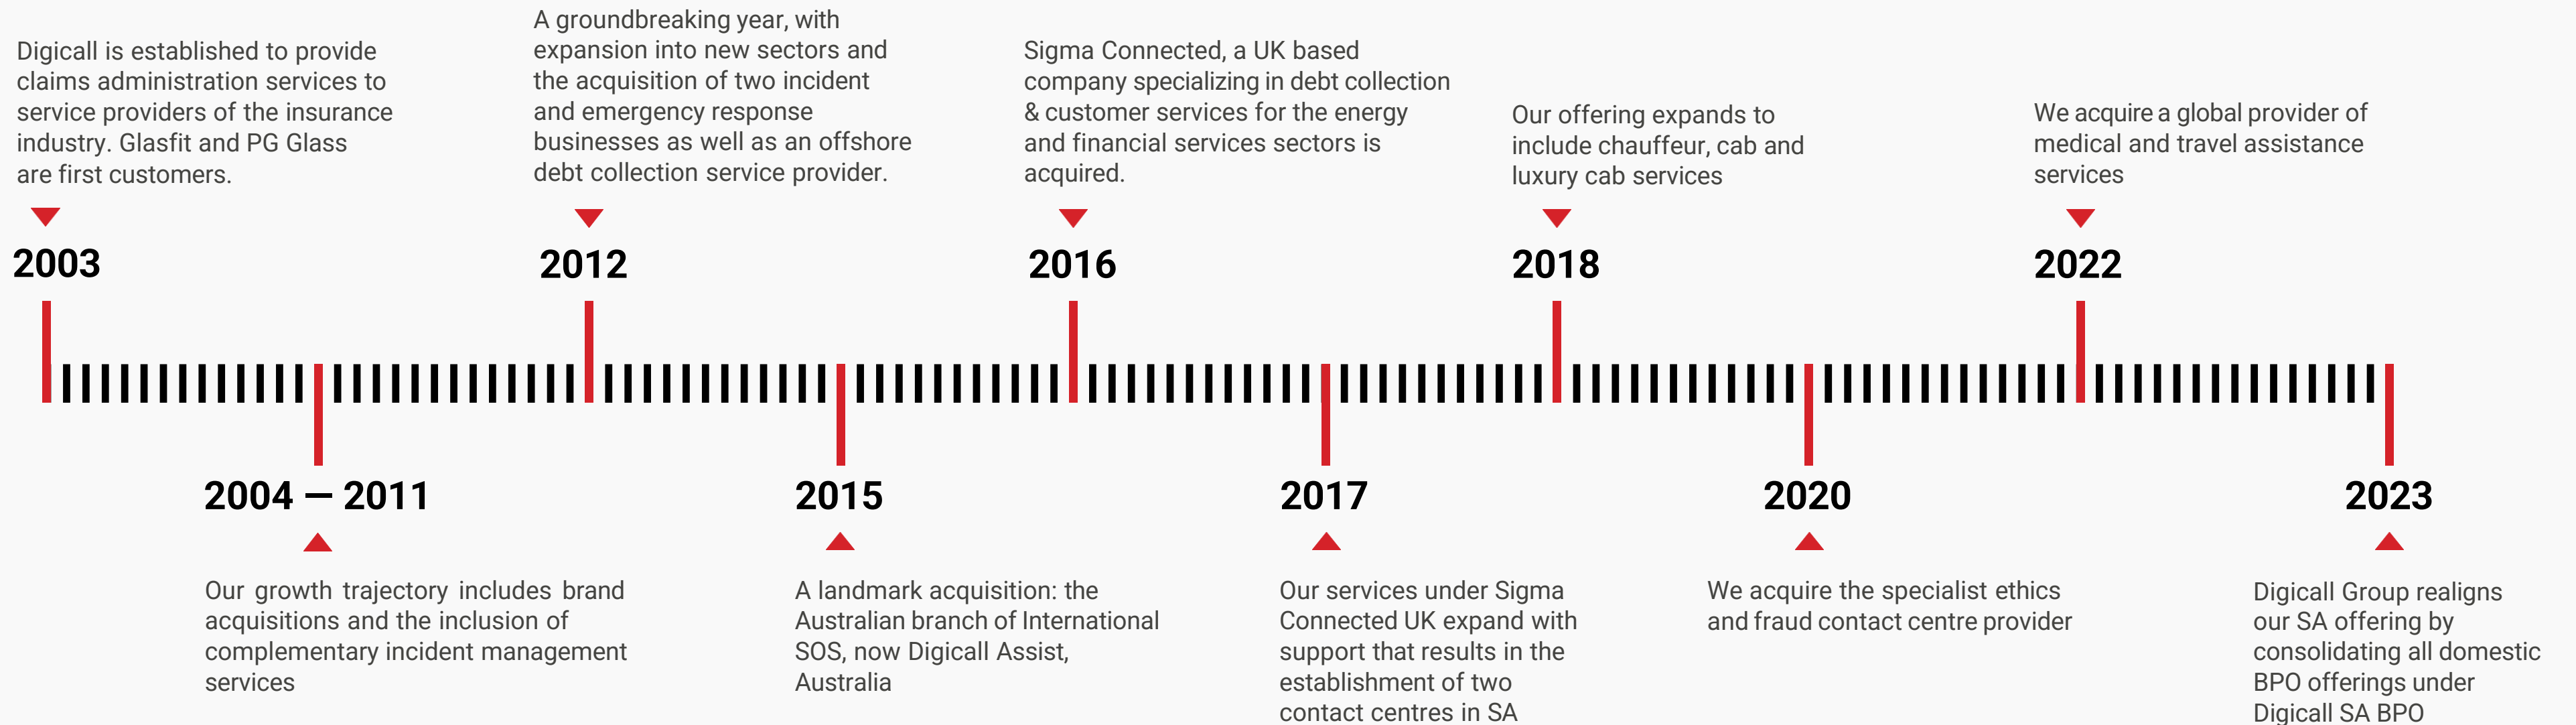 Digicall is established to provide
claims administration services to
service providers of the insurance
industry. Glasfit and PG Glass
are first customers.
2003
A groundbreaking year, with
expansion into new sectors and
the acquisition of two incident
and emergency response
businesses as well as an offshore
debt collection service provider.
2012
Sigma Connected, a UK based
company specializing in debt collection
& customer services for the energy
and financial services sectors is
acquired.
2016
Our offering expands to
include chauffeur, cab and
luxury cab services
2018
We acquire a global provider of
medical and travel assistance
services
2022
2004 – 2011
Our growth trajectory includes brand
acquisitions and the inclusion of
complementary incident management
services
2015
A landmark acquisition: the
Australian branch of International
SOS, now Digicall Assist,
Australia
2017
Our services under Sigma
Connected UK expand with
support that results in the
establishment of two
contact centres in SA
2020
We acquire the specialist ethics
and fraud contact centre provider
2023
Digicall Group realigns
our SA offering by
consolidating all domestic
BPO offerings under
Digicall SA BPO